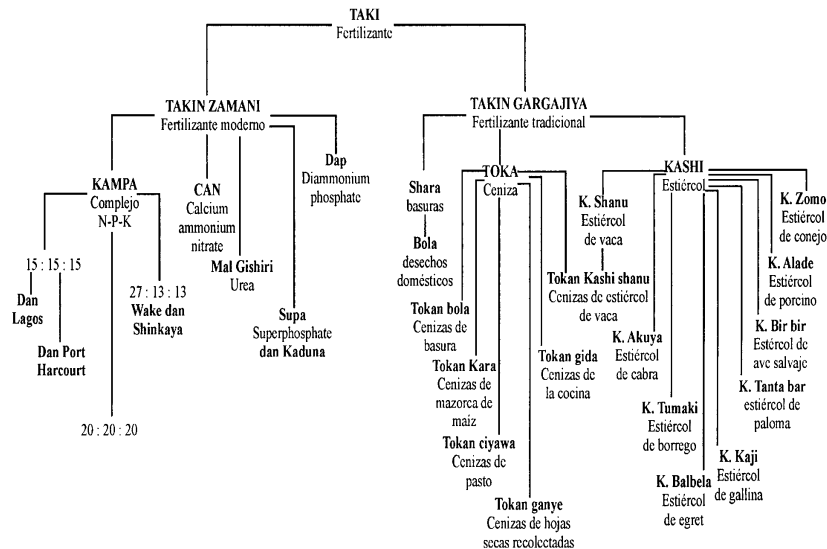 TAKI
Fertilizante
TAKIN ZAMANI
Fertilizante moderno
TAKIN GARGAJIYA
Fertilizante tradicional
KAMPA
Complejo
N-P-K
15 : 15 : 15
Dan
Lagos
Dan Port
Harcourt
27 : 13 : 13
Wake dan
Shinkaya
20 : 20 : 20
CAN
Calcium
ammonium
nitrate
Mal Gishiri
Urea
Supa
Superphosphate
dan Kaduna
Dap
Diammonium
phosphate
Shara
basuras
Bola
desechos
domésticos
TOKA
Ceniza
Tokan bola
Cenizas de
basura
Tokan Kara
Cenizas de
mazorca de
maíz
Tokan ciyawa
Cenizas de
pasto
Tokan ganye
Cenizas de hojas
secas recolectadas
Tokan gida
Cenizas de
la cocina
Tokan Kashi shanu
Cenizas de estiércol
de vaca
KASHI
Estiércol
K. Shanu
Estiércol
de vaca
K. Akuya
Estiércol
de cabra
K. Tumaki
Estiércol
de borrego
K. Balbela
Estiércol
de egret
K. Kaji
Estiércol
de gallina
K. Tanta bar
estiércol de
paloma
K. Bir bir
Estiércol de
ave salvaje
K. Alade
Estiércol
de porcino
K. Zomo
Estiércol
de conejo